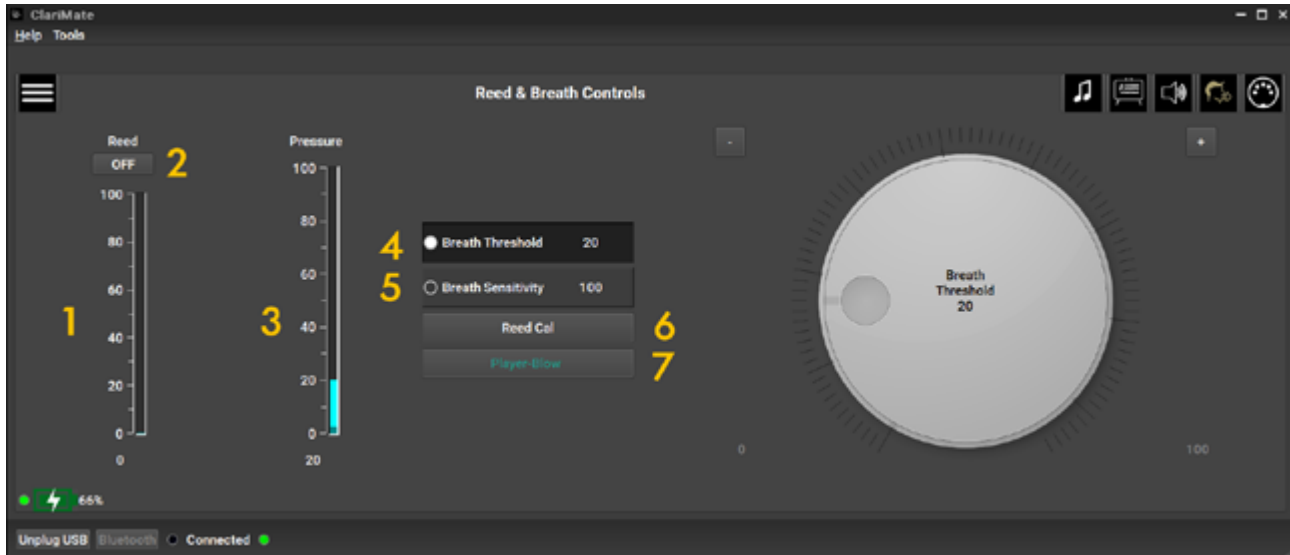 ClariMate
Help Tools
Reed & Breath Controls
Reed
OFF
2
100
80
60
40
20
0
0
1
Pressure
100
80
60
40
20
0
20
3
4
Breath Threshold 20
5
Breath Sensitivity 100
Reed Cal
6
Player-Blow
7
-
+
Breath
Threshold
20
0
100
66%
Unplug USB Bluetooth Connected